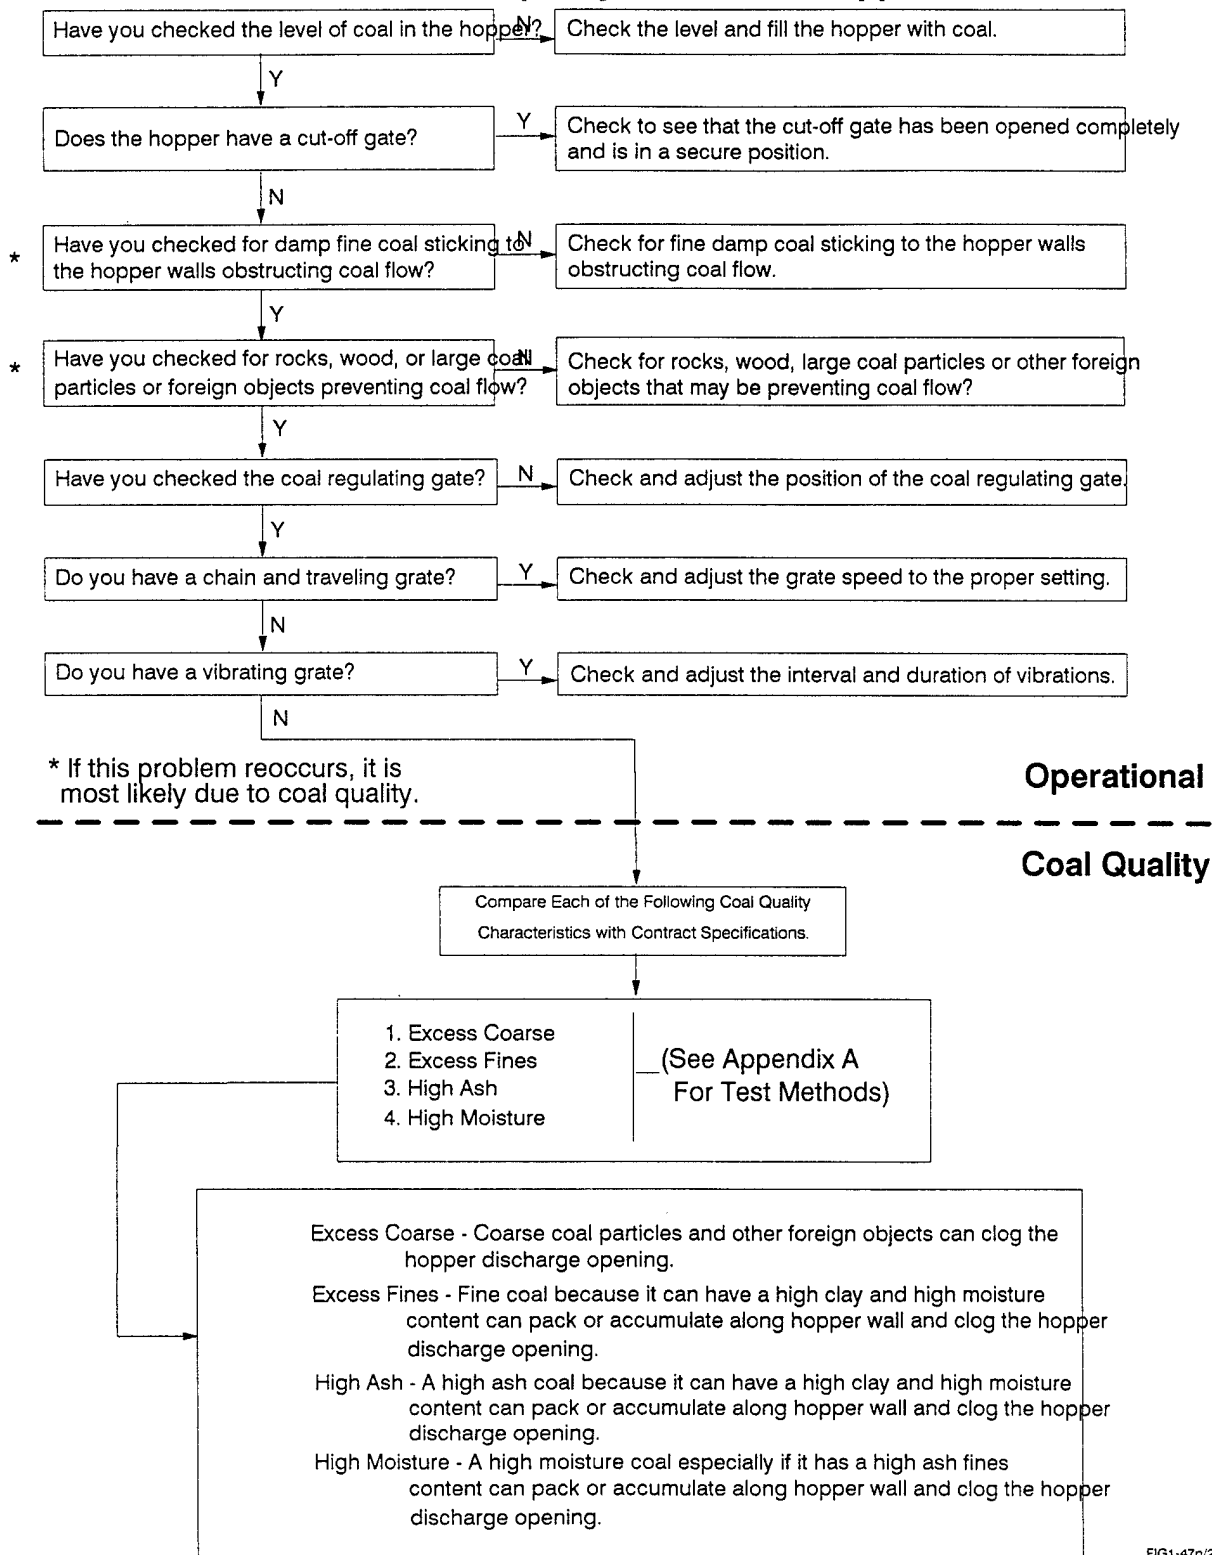 Have you checked the level of coal in the hopper?
N
Check the level and fill the hopper with coal.
Y
Does the hopper have a cut-off gate?
Y
Check to see that the cut-off gate has been opened completely
and is in a secure position.
N
*
Have you checked for damp fine coal sticking to
the hopper walls obstructing coal flow?
N
Check for fine damp coal sticking to the hopper walls
obstructing coal flow.
Y
*
Have you checked for rocks, wood, or large coal
particles or foreign objects preventing coal flow?
N
Check for rocks, wood, large coal particles or other foreign
objects that may be preventing coal flow?
Y
Have you checked the coal regulating gate?
N
Check and adjust the position of the coal regulating gate.
Y
Do you have a chain and traveling grate?
Y
Check and adjust the grate speed to the proper setting.
N
Do you have a vibrating grate?
Y
Check and adjust the interval and duration of vibrations.
N
* If this problem reoccurs, it is
most likely due to coal quality.
Operational
Coal Quality
Compare Each of the Following Coal Quality
Characteristics with Contract Specifications.
1. Excess Coarse
2. Excess Fines
3. High Ash
4. High Moisture
(See Appendix A
For Test Methods)
Excess Coarse - Coarse coal particles and other foreign objects can clog the
hopper discharge opening.
Excess Fines - Fine coal because it can have a high clay and high moisture
content can pack or accumulate along hopper wall and clog the hopper
discharge opening.
High Ash - A high ash coal because it can have a high clay and high moisture
content can pack or accumulate along hopper wall and clog the hopper
discharge opening.
High Moisture - A high moisture coal especially if it has a high ash fines
content can pack or accumulate along hopper wall and clog the hopper
discharge opening.